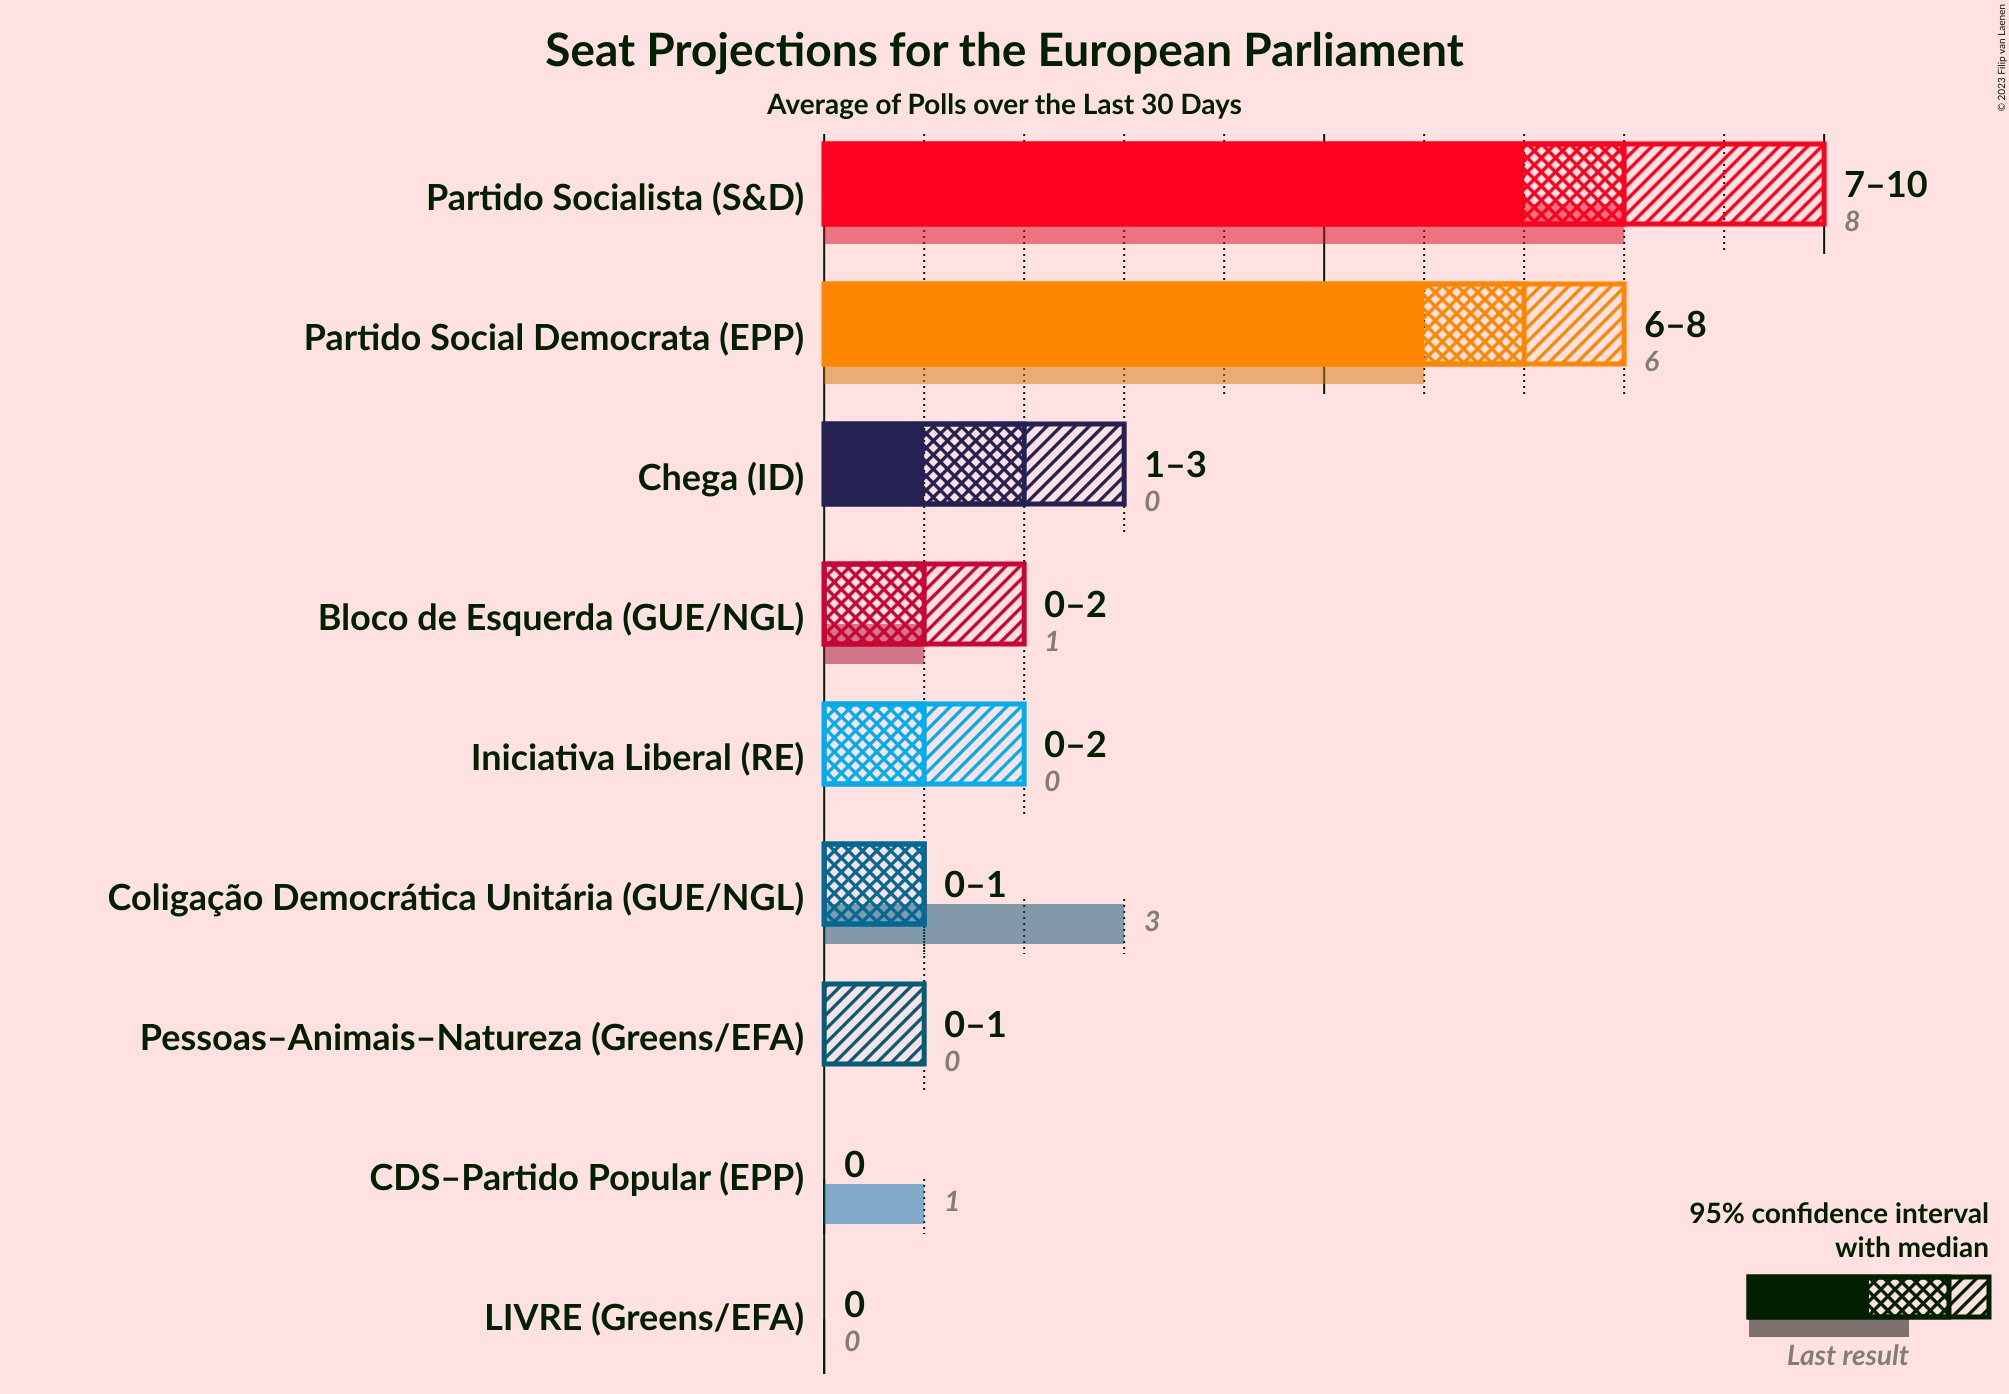 Seat Projections for the European Parliament
Average of Polls over the Last 30 Days
© 2023 Filip van Laenen
Partido Socialista (S&D)
7–10
8
Partido Social Democrata (EPP)
6–8
6
Chega (ID)
1–3
0
Bloco de Esquerda (GUE/NGL)
0–2
1
Iniciativa Liberal (RE)
0–2
0
Coligação Democrática Unitária (GUE/NGL)
0–1
3
Pessoas–Animais–Natureza (Greens/EFA)
0–1
0
CDS–Partido Popular (EPP)
0
1
LIVRE (Greens/EFA)
0
0
95% confidence interval
with median
Last result